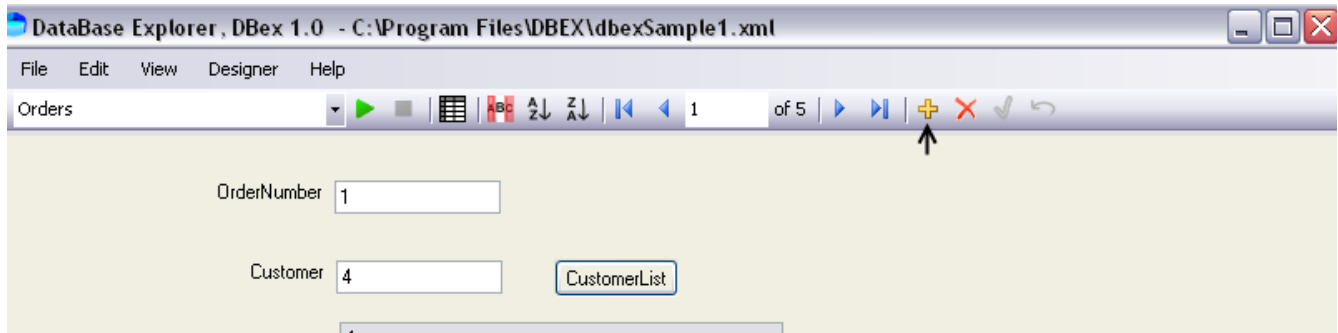 DataBase Explorer, DBex 1.0 - C:\Program Files\DBEX\dbexSample1.xml
File Edit View Designer Help
Orders ABC A Z Z A 1 of 5
OrderNumber 1
Customer 4 CustomerList